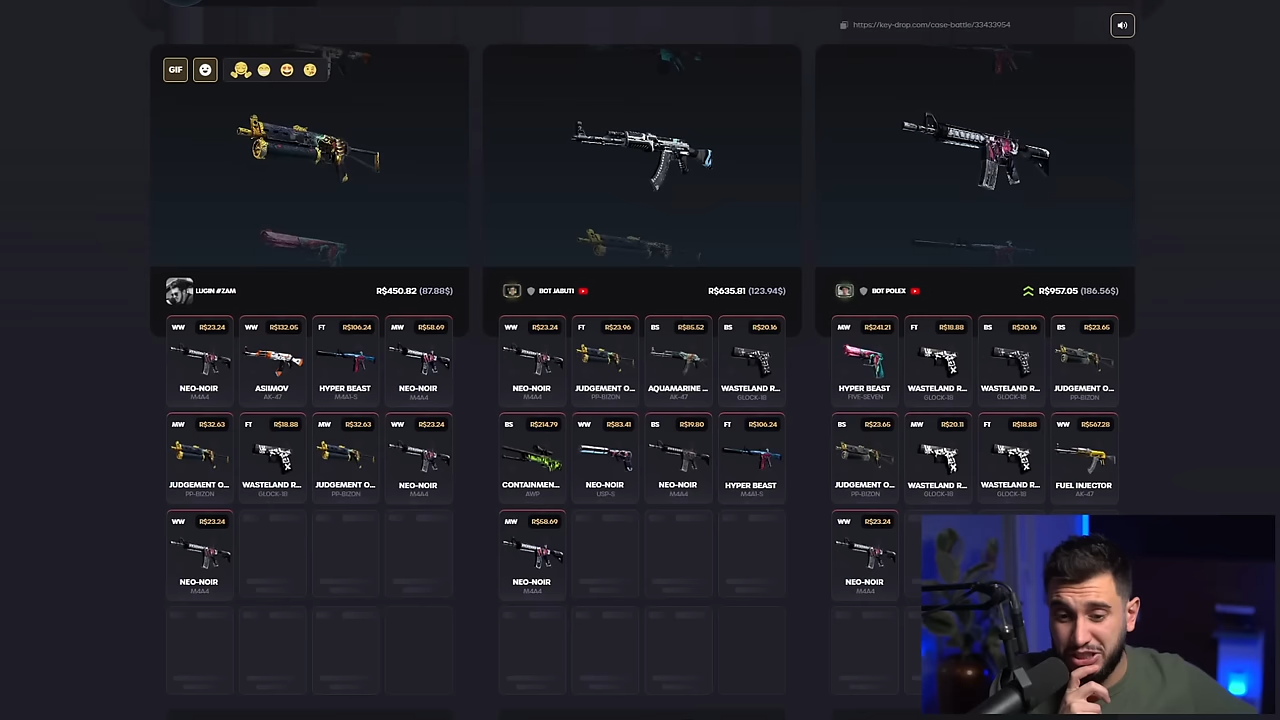 https://key-drop.com/case-battle/33433954
GIF
LUGIN #ZAM R$450.82 (87.88$)
BOT JABUTI R$635.81 (123.94$)
BOT POLEX R$957.05 (186.56$)
WW R$23.24 WW R$132.05 FT R$106.24 MW R$58.69
NEO-NOIR ASIIMOV HYPER BEAST NEO-NOIR
M4A4 AK-47 M4A1-S M4A4
WW R$23.24 FT R$23.96 BS R$85.52 BS R$20.16
NEO-NOIR JUDGEMENT O... AQUAMARINE ... WASTELAND R...
M4A4 PP-BIZON AK-47 GLOCK-18
MW R$241.21 FT R$18.88 BS R$20.16 BS R$23.65
HYPER BEAST WASTELAND R... WASTELAND R... JUDGEMENT O...
FIVE-SEVEN GLOCK-18 GLOCK-18 PP-BIZON
MW R$32.63 FT R$18.88 MW R$32.63 WW R$23.24
JUDGEMENT O... WASTELAND R... JUDGEMENT O... NEO-NOIR
PP-BIZON GLOCK-18 PP-BIZON M4A4
BS R$214.79 WW R$83.41 BS R$19.80 FT R$106.24
CONTAINMEN... NEO-NOIR NEO-NOIR HYPER BEAST
AWP USP-S M4A4 M4A1-S
BS R$23.65 MW R$20.11 FT R$18.88 WW R$567.28
JUDGEMENT O... WASTELAND R... WASTELAND R... FUEL INJECTOR
PP-BIZON GLOCK-18 GLOCK-18 AK-47
WW R$23.24
NEO-NOIR
M4A4
MW R$58.69
NEO-NOIR
M4A4
WW R$23.24
NEO-NOIR
M4A4